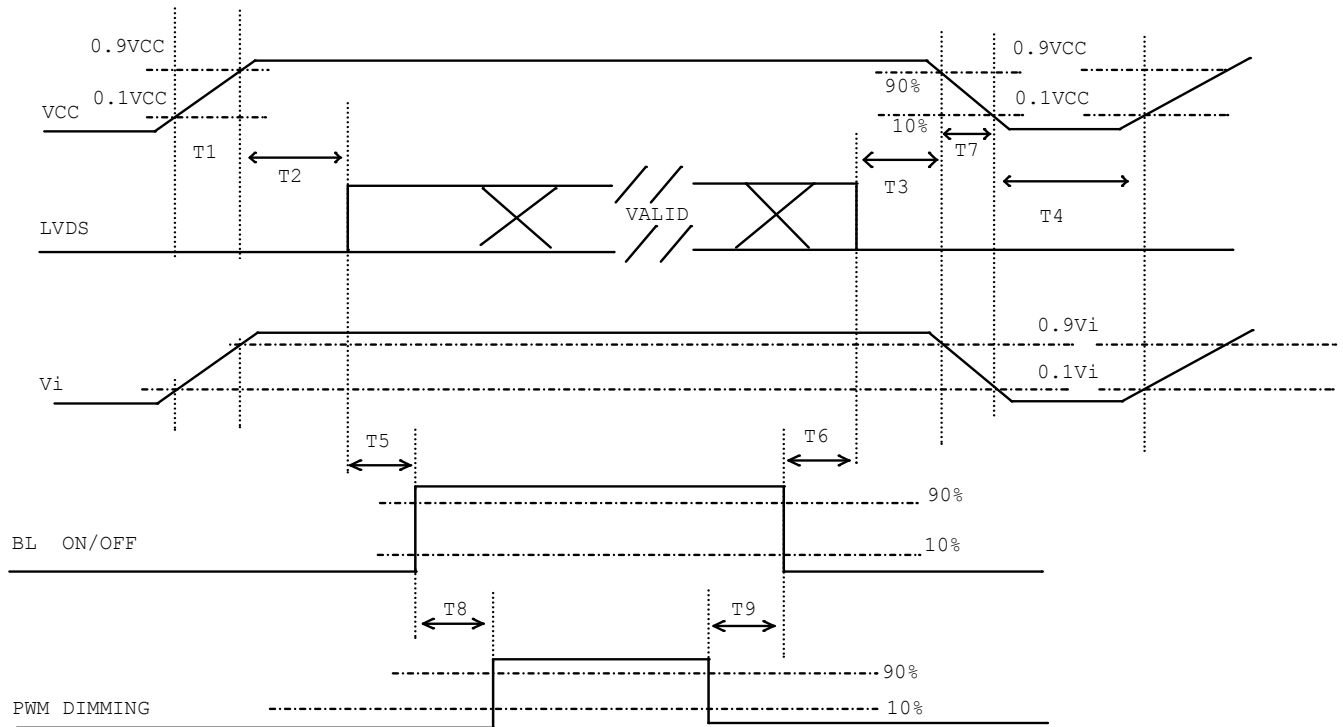 0.9VCC
0.9VCC
90%
0.1VCC
0.1VCC
VCC
10%
T1
T7
T2
T3
VALID
T4
LVDS
0.9Vi
0.1Vi
Vi
T5
T6
90%
BL ON/OFF
10%
T8
T9
90%
PWM DIMMING
10%